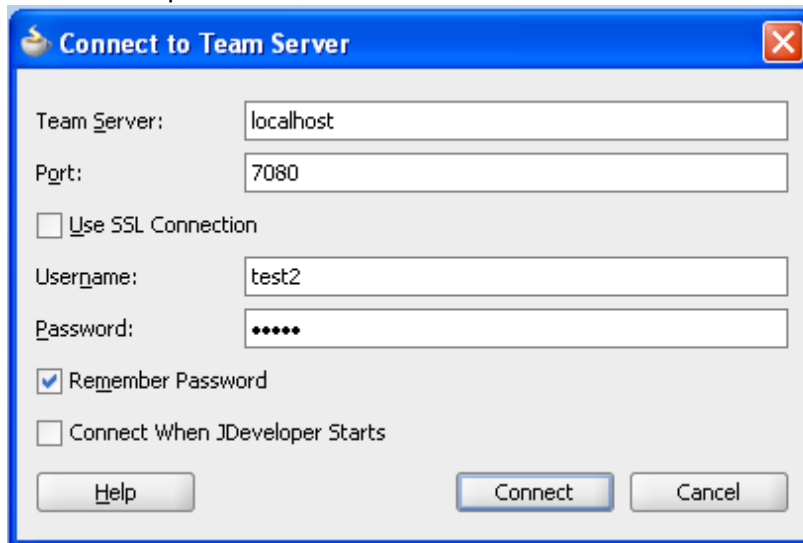 Connect to Team Server
Team Server: localhost
Port: 7080
Use SSL Connection
Username: test2
Password: •••••
Remember Password
Connect When JDeveloper Starts
Help Connect Cancel